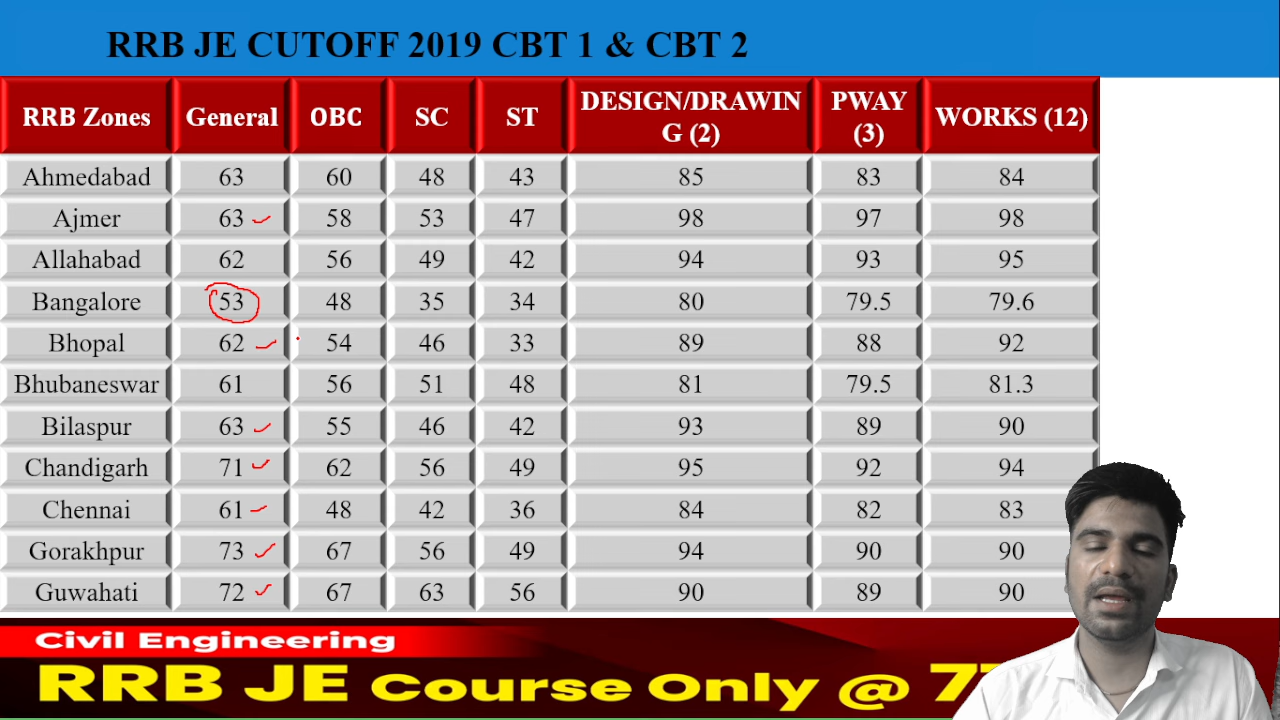 RRB JE CUTOFF 2019 CBT 1 & CBT 2
RRB Zones General OBC SC ST DESIGN/DRAWIN G (2) PWAY (3) WORKS (12)
Ahmedabad 63 60 48 43 85 83 84
Ajmer 63 58 53 47 98 97 98
Allahabad 62 56 49 42 94 93 95
Bangalore 53 48 35 34 80 79.5 79.6
Bhopal 62 54 46 33 89 88 92
Bhubaneswar 61 56 51 48 81 79.5 81.3
Bilaspur 63 55 46 42 93 89 90
Chandigarh 71 62 56 49 95 92 94
Chennai 61 48 42 36 84 82 83
Gorakhpur 73 67 56 49 94 90 90
Guwahati 72 67 63 56 90 89 90
Civil Engineering
RRB JE Course Only @